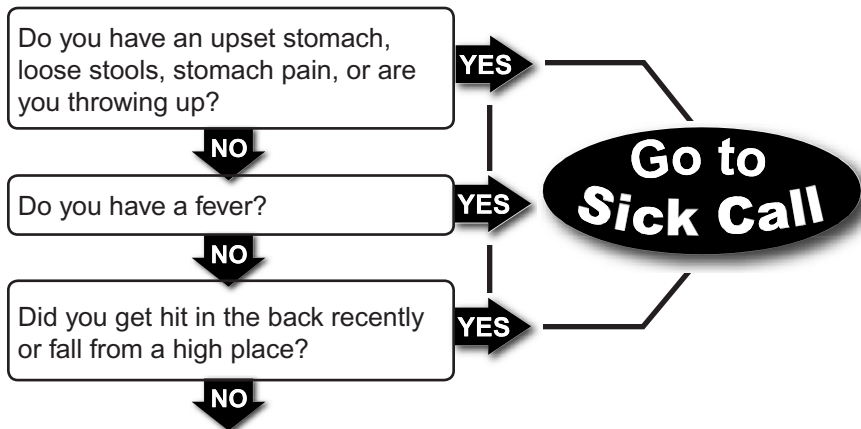 Do you have an upset stomach,
loose stools, stomach pain, or are
you throwing up?
YES
NO
Do you have a fever?
YES
NO
Did you get hit in the back recently
or fall from a high place?
YES
NO
Go to
Sick Call